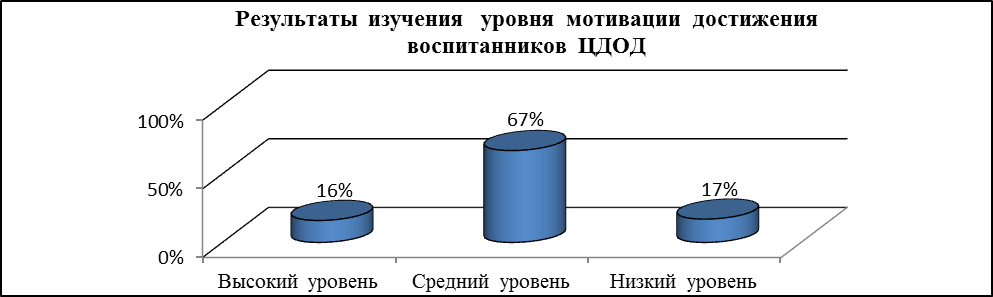 Результаты изучения уровня мотивации достижения
воспитанников ЦДОД
67%
100%
16%
17%
50%
0%
Высокий уровень Средний уровень Низкий уровень